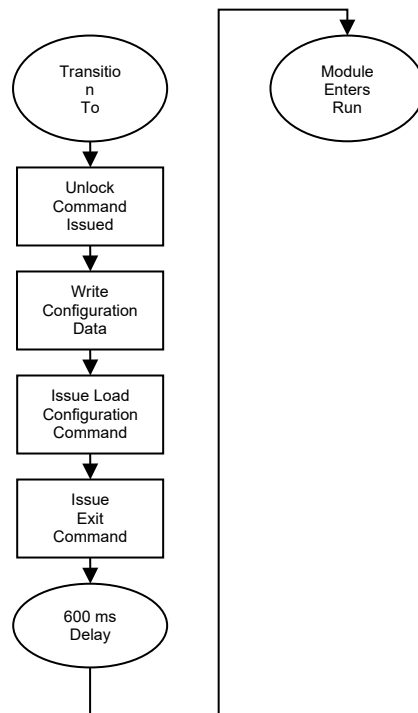 Transitio
n
To
Unlock
Command
Issued
Write
Configuration
Data
Issue Load
Configuration
Command
Issue
Exit
Command
600 ms
Delay
Module
Enters
Run